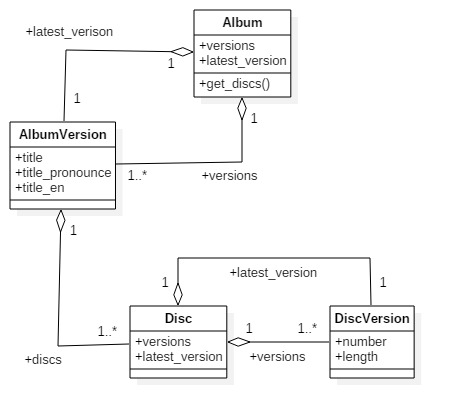 Album
+versions
+latest_version
+get_discs()
+latest_verison
1
1
1
1..*
+versions
AlbumVersion
+title
+title_pronounce
+title_en
1
1..*
+discs
Disc
+versions
+latest_version
1
+latest_version
1
1
1..*
+versions
DiscVersion
+number
+length